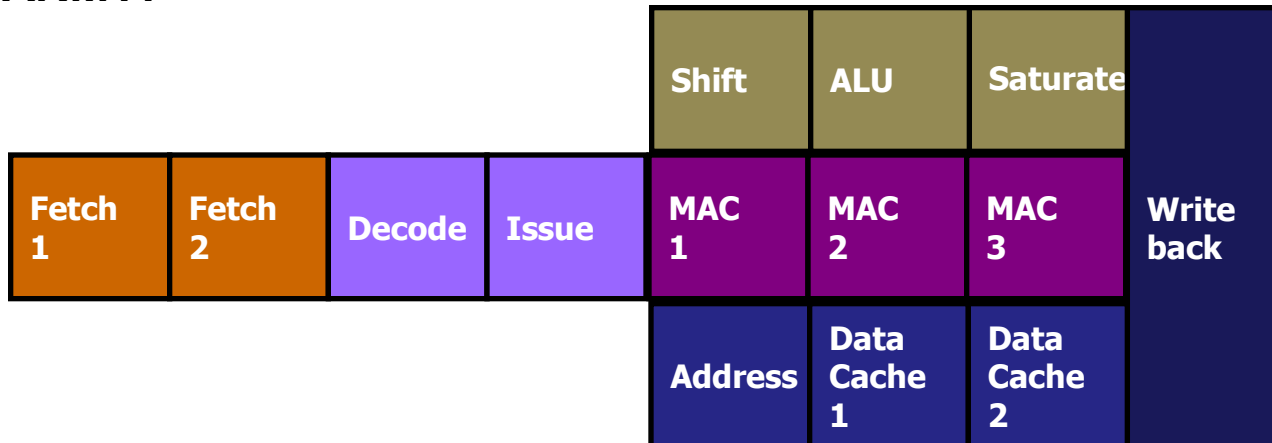 Shift
ALU
Saturate
Fetch
1
Fetch
2
Decode
Issue
MAC
1
MAC
2
MAC
3
Write
back
Address
Data
Cache
1
Data
Cache
2